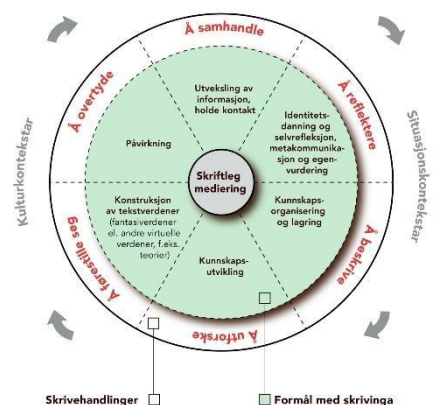 Å samhandle
Å reflektere
Å beskrive
Å utforske
Å førestille seg
Å overtyde
Kulturkontekstar
Situasjonskontekstar
Utveksling av
informasjon,
holde kontakt
Identitets-
danning og
selvrefleksjon,
metakommunika-
sjon og egen-
vurdering
Påvirkning
Skriftleg
mediering
Konstruksjon
av tekstverdener
(fantasiverdener
el. andre virtuelle
verdener, f.eks.
teorier)
Kunnskaps-
organisering
og lagring
Kunnskaps-
utvikling
Skrivehandlinger
Formål med skrivinga